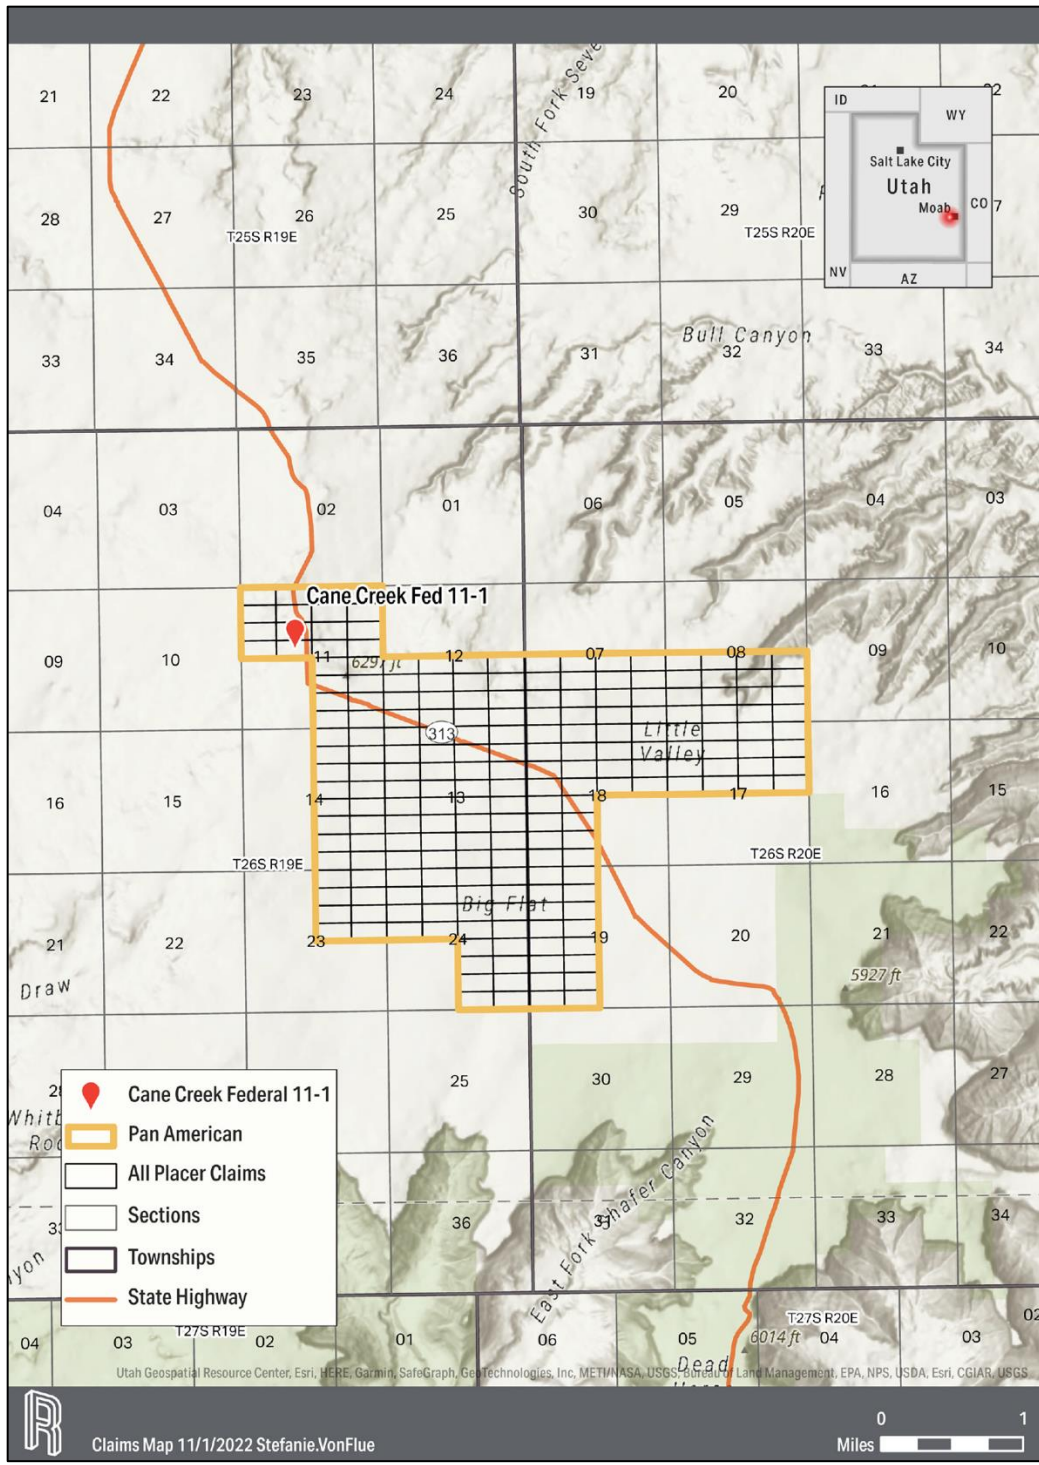 21 22 23 24 19 20
South Fork Seve
ID
WY
Salt Lake City
Utah
Moab
CO
NV
AZ
28 27 26 25 30 29 7
T25S R19E
T25S R20E
33 34 35 36 31 32 33 34
Bull Canyon
04 03 02 01 06 05 04 03
Cane Creek Fed 11-1
09 10 11 12 07 08 09 10
6297 ft
313
Little
Valley
16 15 14 13 18 17 16 15
T26S R19E
T26S R20E
Big Flat
21 22 23 24 19 20 21 22
Draw
5927 ft
25 30 29 28 27
East Fork Shafer Canyon
36 32 33 34
Cane Creek Federal 11-1
Pan American
All Placer Claims
Sections
Townships
State Highway
T27S R19E
T27S R20E
04 03 02 01 06 05 04 03 02
6014 ft
Dead
Utah Geospatial Resource Center, Esri, HERE, Garmin, SafeGraph, GeoTechnologies, Inc, METI/NASA, USGS, Bureau of Land Management, EPA, NPS, USDA, Esri, CGIAR, USGS
Claims Map 11/1/2022 Stefanie.VonFlue
0 1
Miles